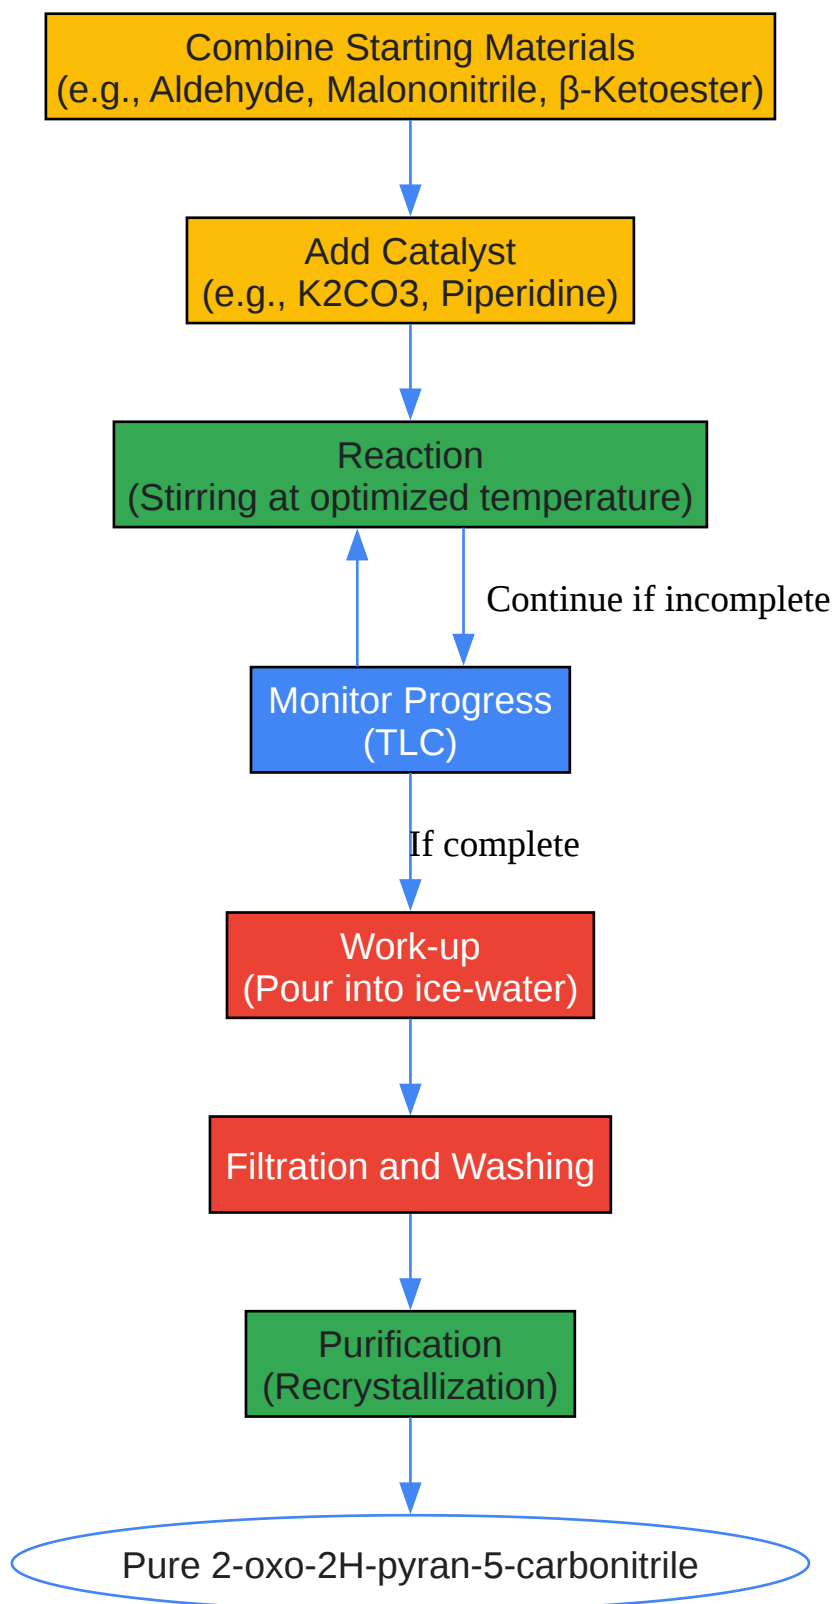 Combine Starting Materials
(e.g., Aldehyde, Malononitrile, β-Ketoester)
Add Catalyst
(e.g., K2CO3, Piperidine)
Reaction
(Stirring at optimized temperature)
Continue if incomplete
Monitor Progress
(TLC)
If complete
Work-up
(Pour into ice-water)
Filtration and Washing
Purification
(Recrystallization)
Pure 2-oxo-2H-pyran-5-carbonitrile